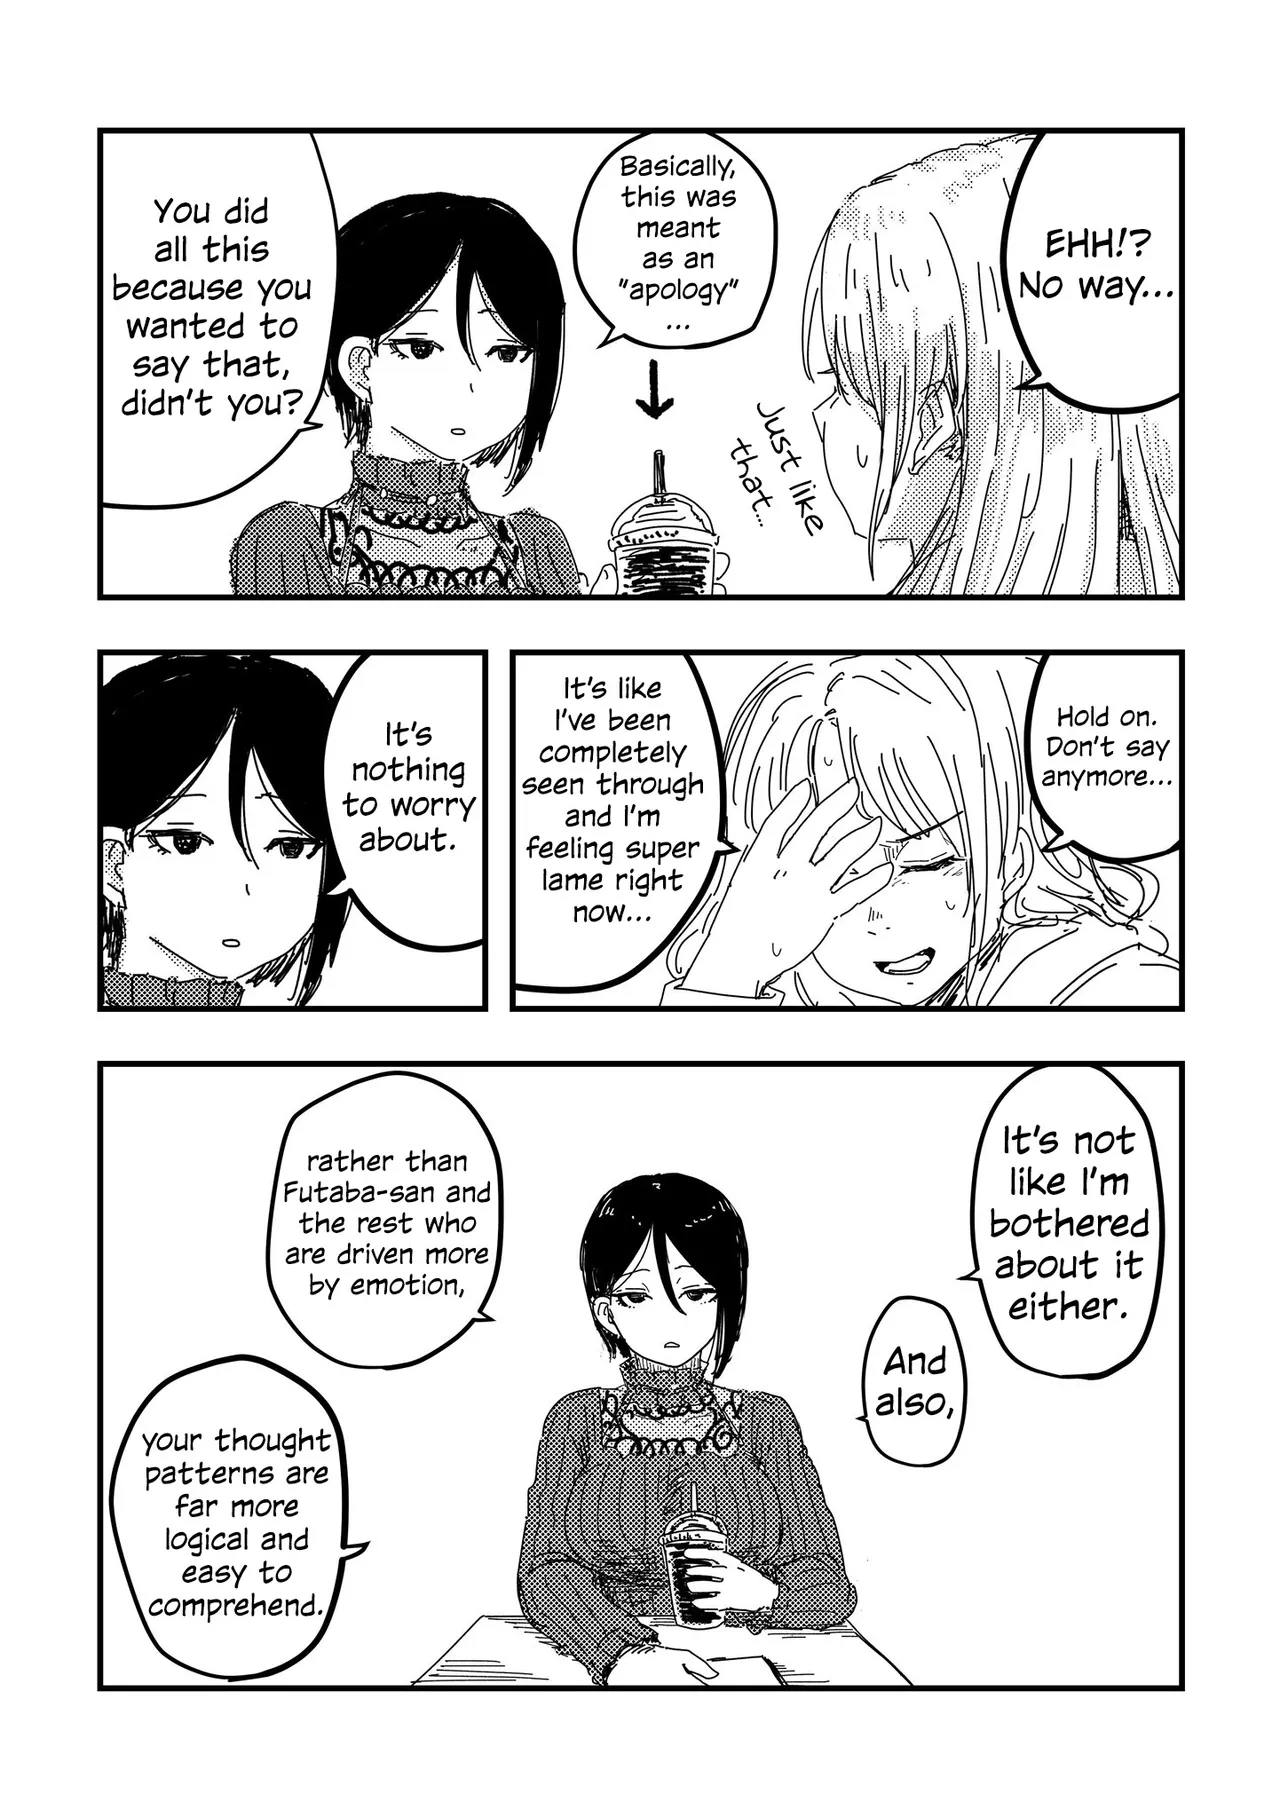 EHH!?
No way...
Just like
that...
Basically,
this was
meant
as an
"apology"
...
You did
all this
because you
wanted to
say that,
didn't you?
Hold on.
Don't say
anymore...
It's like
I've been
completely
seen through
and I'm
feeling super
lame right
now...
It's
nothing
to worry
about.
It's not
like I'm
bothered
about it
either.
And
also,
rather than
Futaba-san and
the rest who
are driven more
by emotion,
your thought
patterns are
far more
logical and
easy to
comprehend.